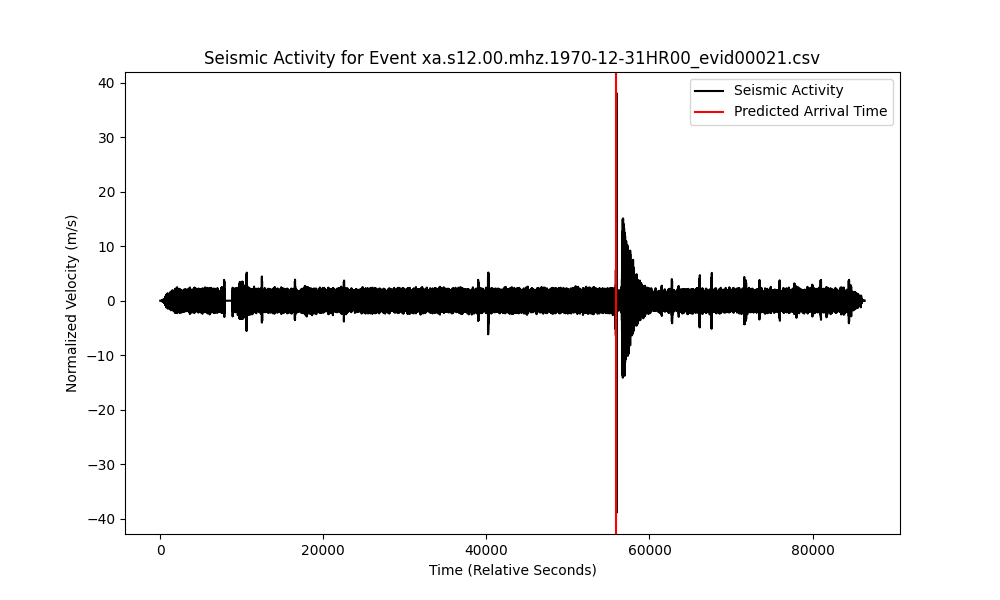 Seismic Activity for Event xa.s12.00.mhz.1970-12-31HR00_evid00021.csv
Seismic Activity
Predicted Arrival Time
Normalized Velocity (m/s)
40
30
20
10
0
−10
−20
−30
−40
0 20000 40000 60000 80000
Time (Relative Seconds)